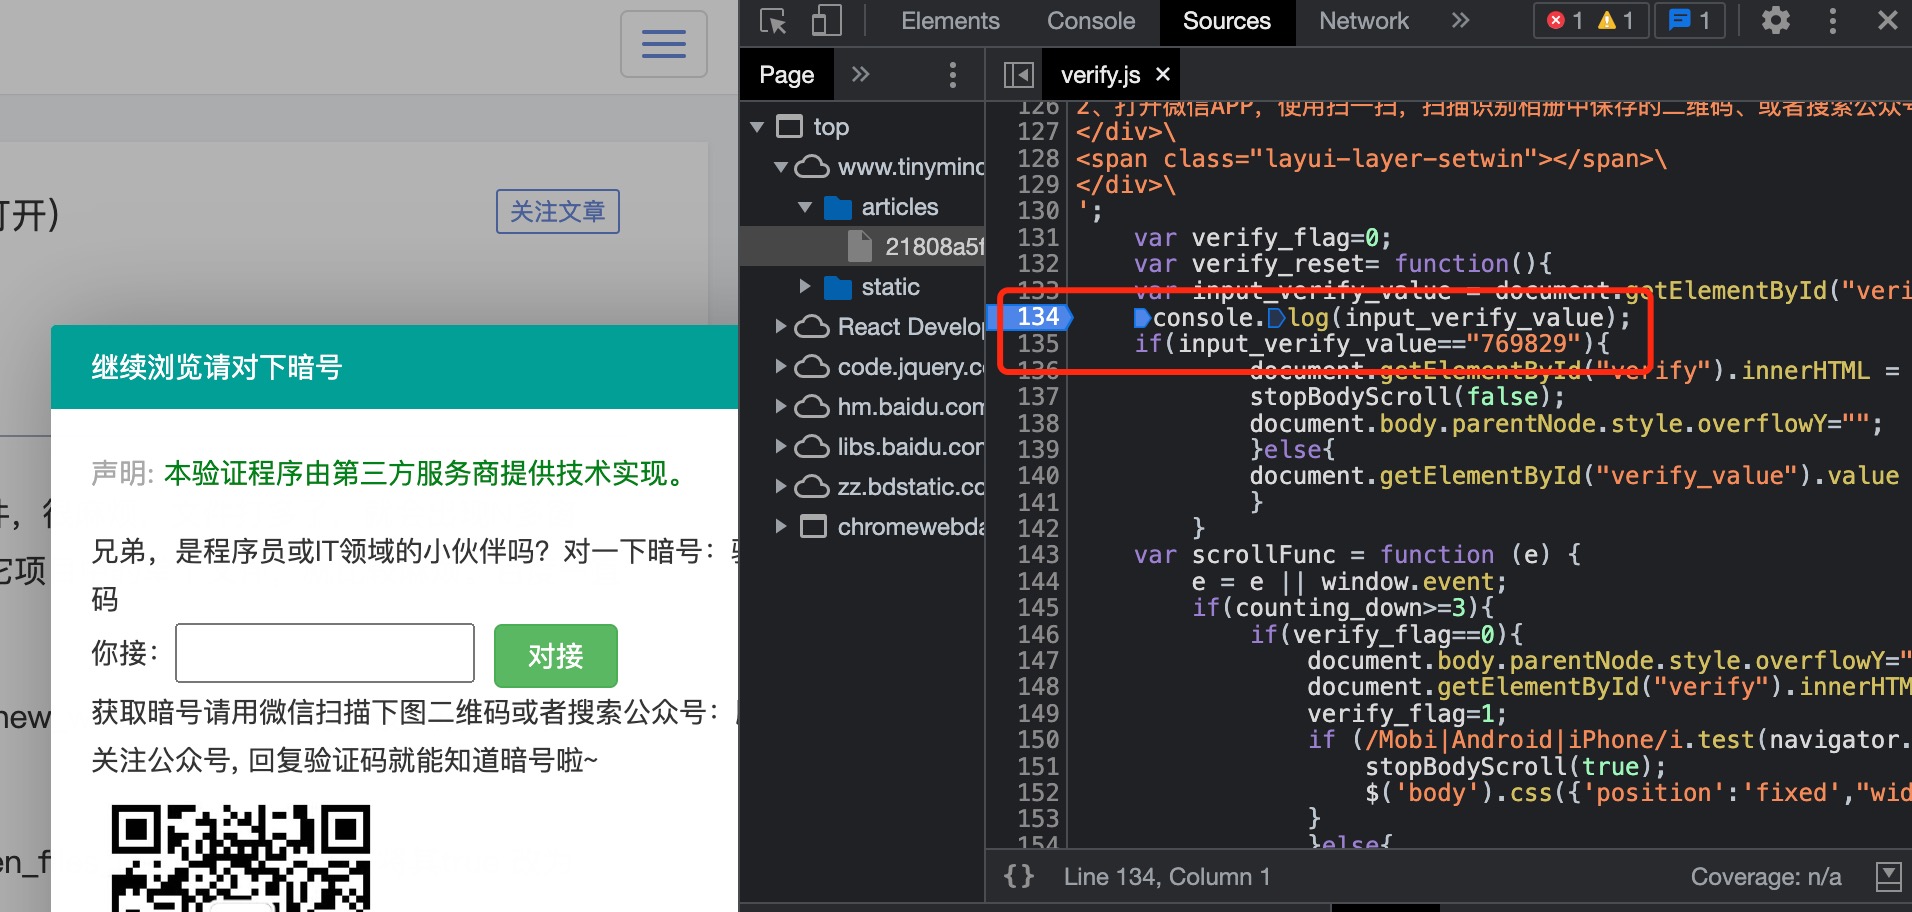 打开)
关注文章
继续浏览请对下暗号
声明: 本验证程序由第三方服务商提供技术实现。
兄弟，是程序员或IT领域的小伙伴吗？对一下暗号：
码
你接：
对接
获取暗号请用微信扫描下图二维码或者搜索公众号：
关注公众号, 回复验证码就能知道暗号啦~
件，
它项
new
en_f
Elements Console Sources Network » 1 1 1
Page »
verify.js ×
top
www.tinymind
articles
21808a5f
static
React Develop
code.jquery.c
hm.baidu.com
libs.baidu.com
zz.bdstatic.co
chromewebda
126 2、打开微信APP，使用扫一扫，扫描识别相册中保存的二维码、或者搜索公众号
127 </div>\
128 <span class="layui-layer-setwin"></span>\
129 </div>\
130 ';
131 var verify_flag=0;
132 var verify_reset= function(){
133 var input_verify_value = document.getElementById("veri
134 console.log(input_verify_value);
135 if(input_verify_value=="769829"){
136 document.getElementById("verify").innerHTML =
137 stopBodyScroll(false);
138 document.body.parentNode.style.overflowY="";
139 }else{
140 document.getElementById("verify_value").value
141 }
142 }
143 var scrollFunc = function (e) {
144 e = e || window.event;
145 if(counting_down>=3){
146 if(verify_flag==0){
147 document.body.parentNode.style.overflowY="
148 document.getElementById("verify").innerHTM
149 verify_flag=1;
150 if (/Mobi|Android|iPhone/i.test(navigator.
151 stopBodyScroll(true);
152 $('body').css({'position':'fixed',"wid
153 }
154 }else{
{} Line 134, Column 1
Coverage: n/a